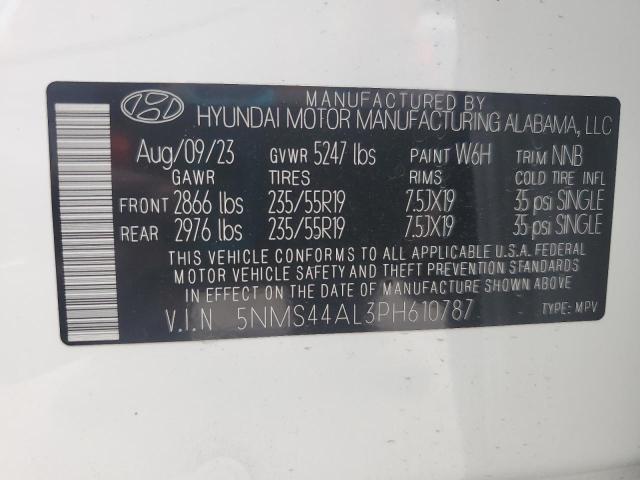 MANUFACTURED BY
HYUNDAI MOTOR MANUFACTURING ALABAMA, LLC
Aug/09/23 GVWR 5247 lbs PAINT W6H TRIM NNB
GAWR TIRES RIMS COLD TIRE INFL
FRONT 2866 lbs 235/55R19 7.5JX19 35 psi SINGLE
REAR 2976 lbs 235/55R19 7.5JX19 35 psi SINGLE
THIS VEHICLE CONFORMS TO ALL APPLICABLE U.S.A. FEDERAL
MOTOR VEHICLE SAFETY AND THEFT PREVENTION STANDARDS
IN EFFECT ON THE DATE OF MANUFACTURE SHOWN ABOVE
V.I.N 5NMS44AL3PH610787 TYPE: MPV